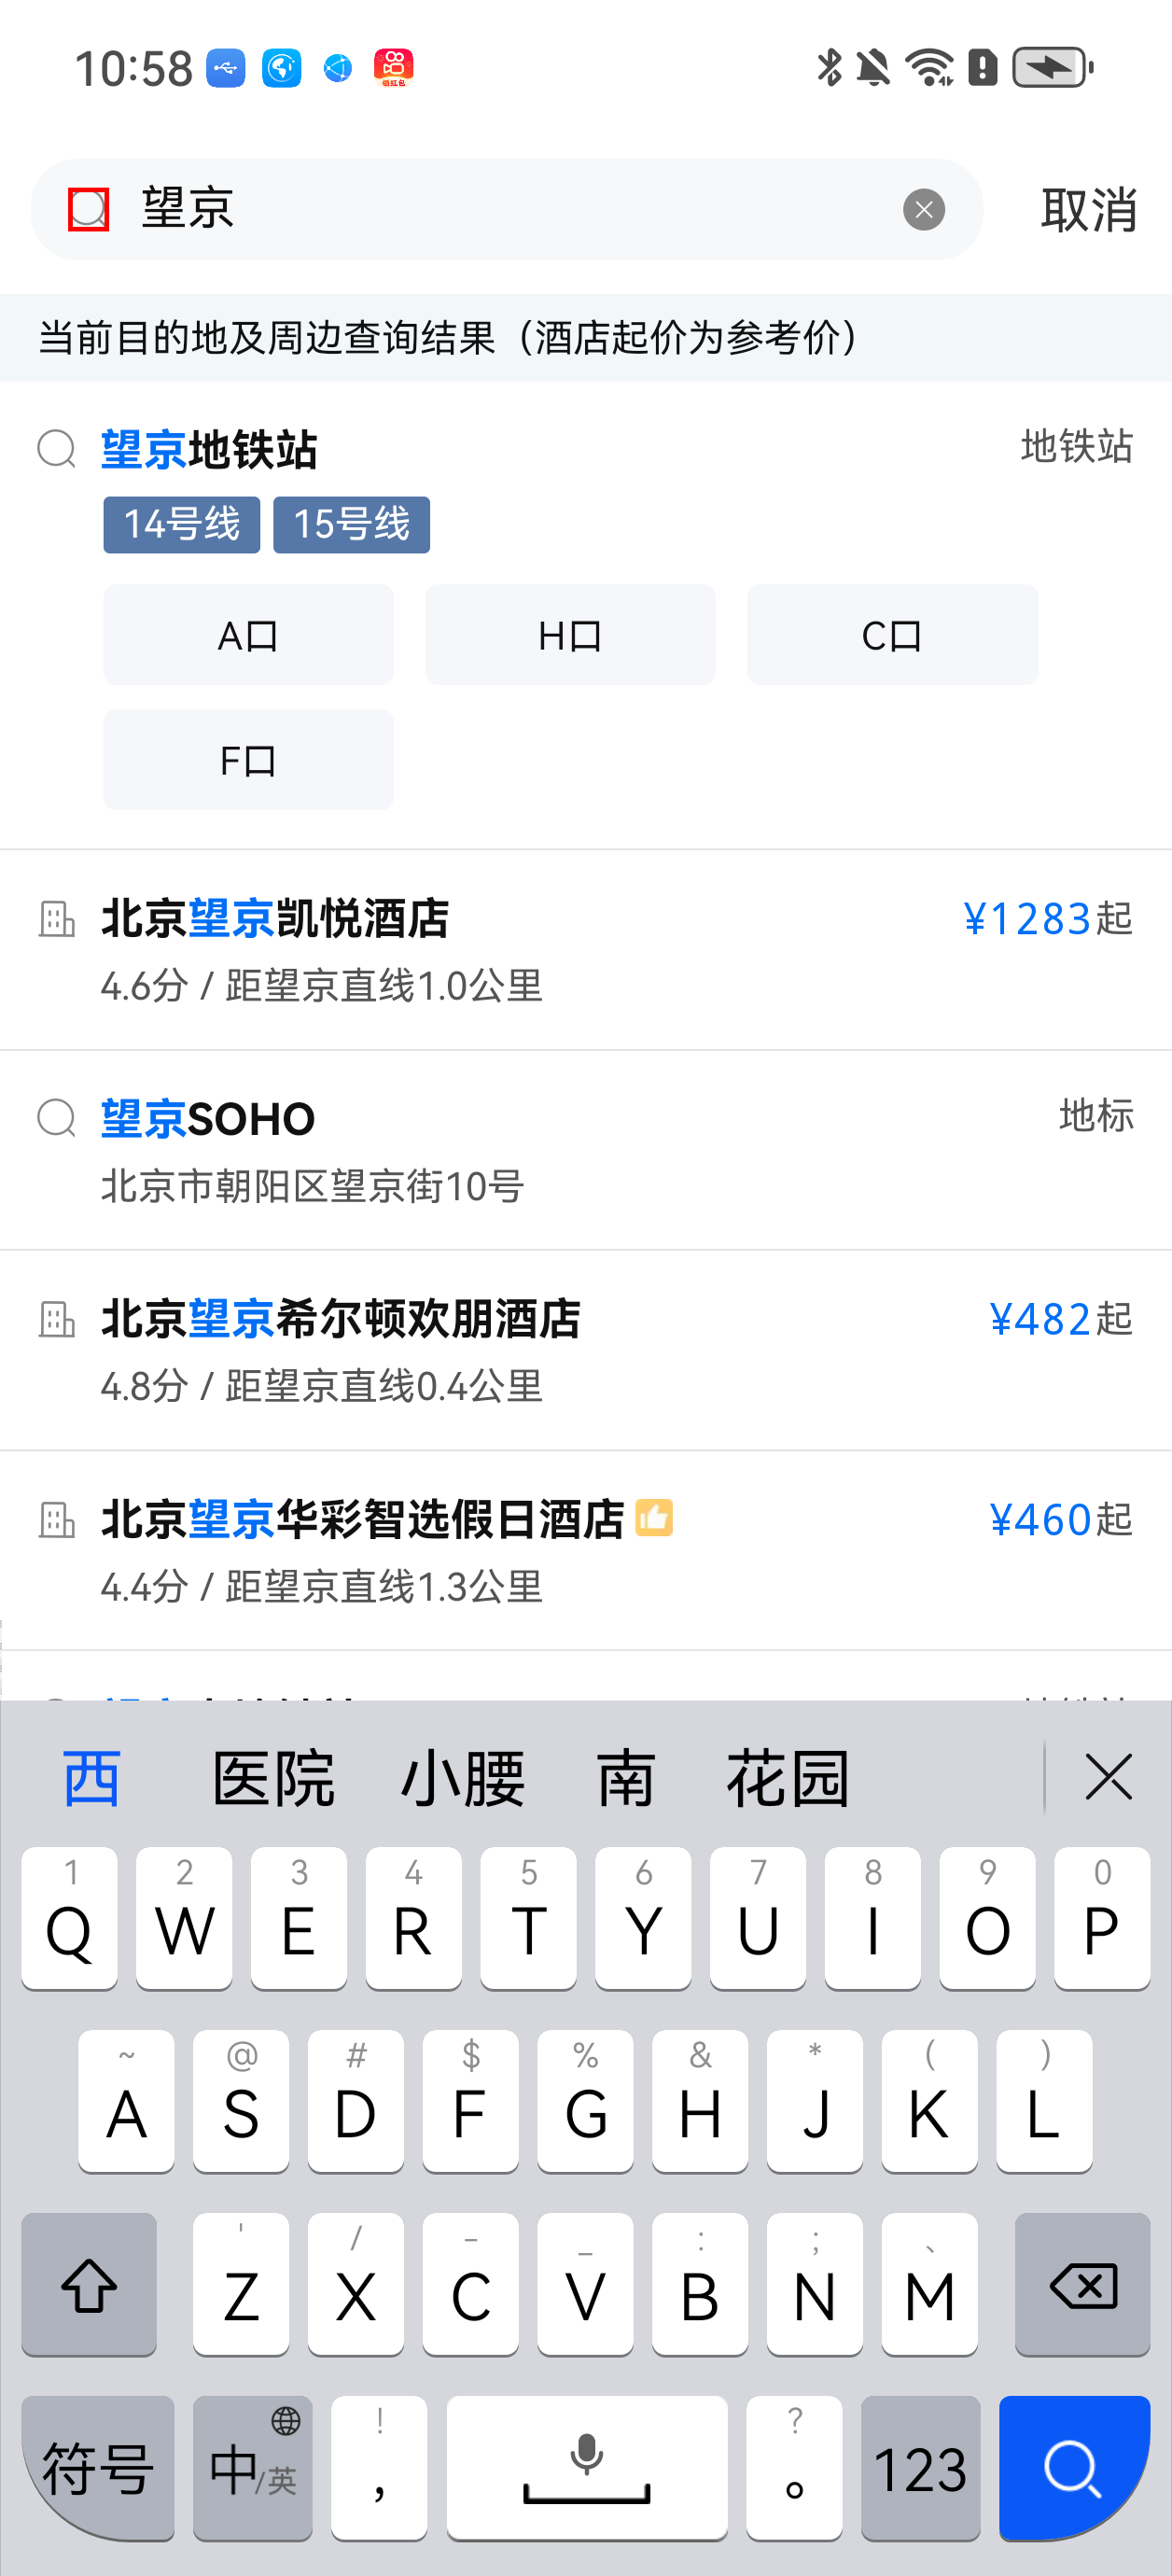 10:58
领红包
望京
取消
当前目的地及周边查询结果（酒店起价为参考价）
望京地铁站 地铁站
14号线 15号线
A口 H口 C口
F口
北京望京凯悦酒店 ¥1283起
4.6分 / 距望京直线1.0公里
望京SOHO 地标
北京市朝阳区望京街10号
北京望京希尔顿欢朋酒店 ¥482起
4.8分 / 距望京直线0.4公里
北京望京华彩智选假日酒店 ¥460起
4.4分 / 距望京直线1.3公里
西 医院 小腰 南 花园
1 2 3 4 5 6 7 8 9 0
Q W E R T Y U I O P
~ @ # $ % & * ( )
A S D F G H J K L
' / - _ : ; 、
Z X C V B N M
! ?
符号 中/英 , 。 123